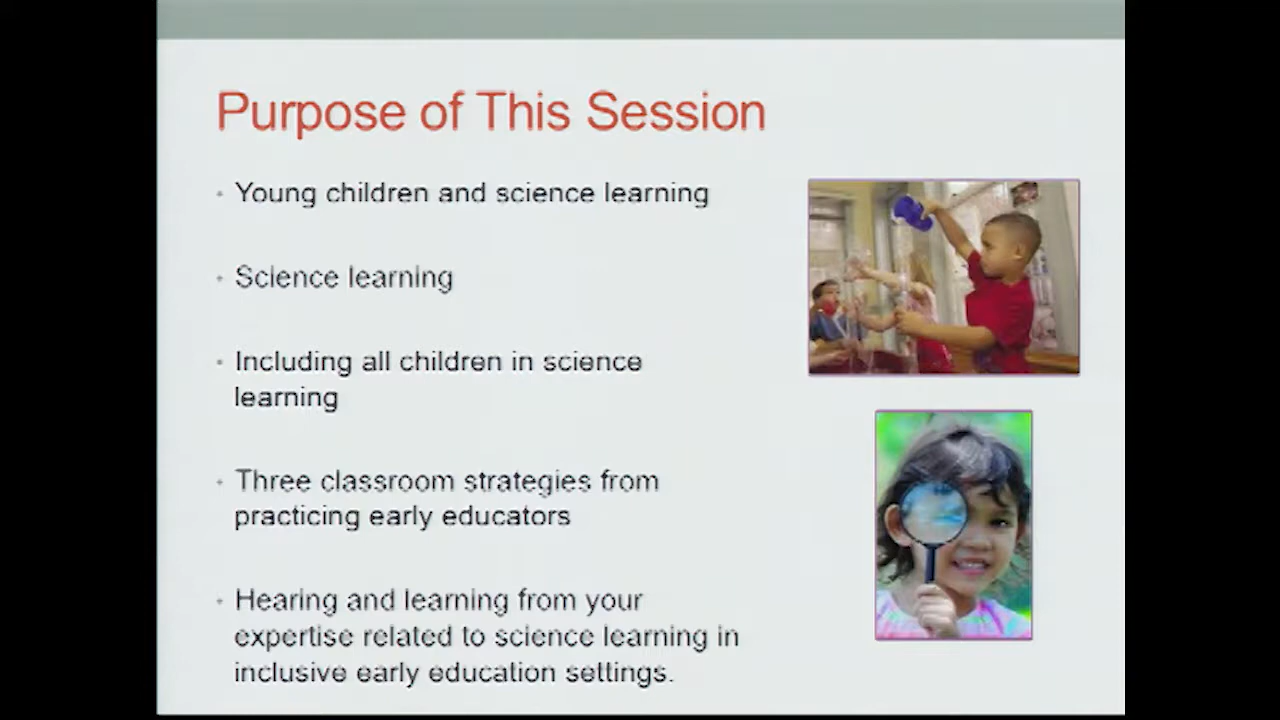 Purpose of This Session
• Young children and science learning
• Science learning
• Including all children in science
learning
• Three classroom strategies from
practicing early educators
• Hearing and learning from your
expertise related to science learning in
inclusive early education settings.